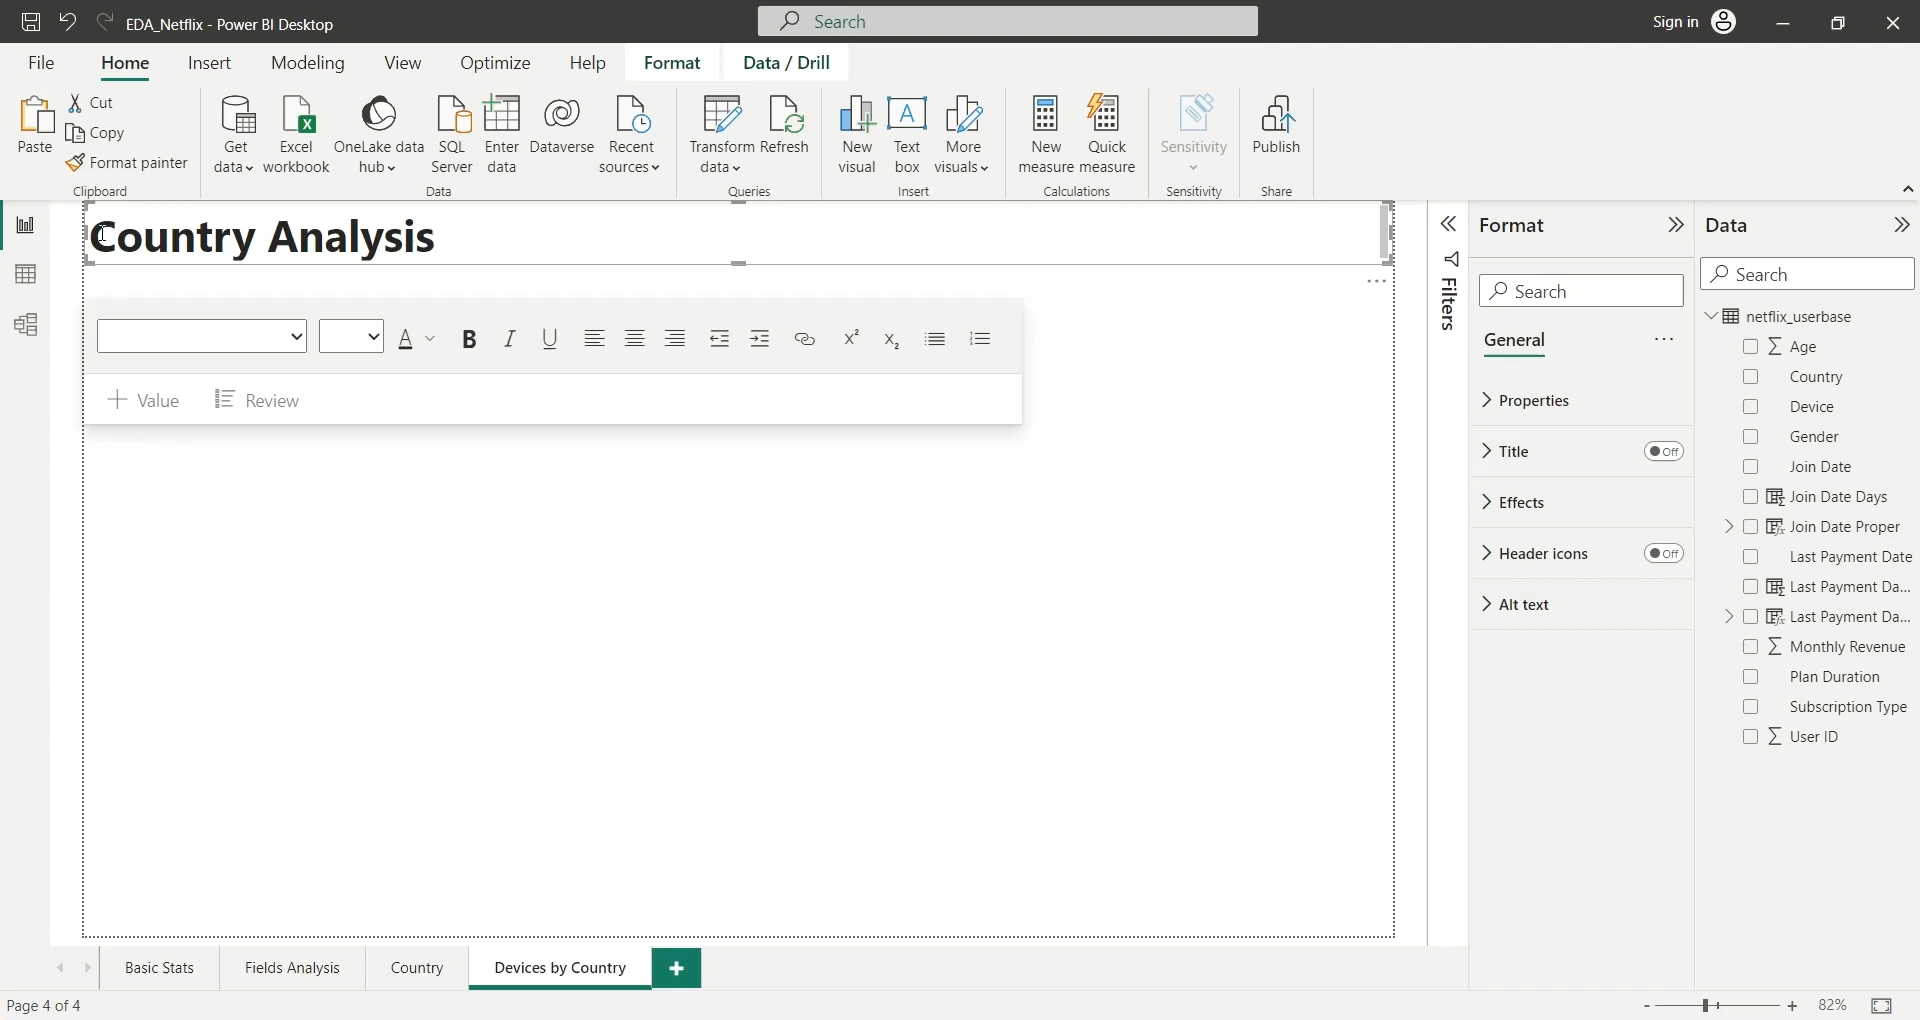 EDA_Netflix - Power BI Desktop
Search
Sign in
File Home Insert Modeling View Optimize Help Format Data / Drill
Paste
Cut
Copy
Format painter
Clipboard
Get data
Excel workbook
OneLake data hub
SQL Server
Enter data
Dataverse
Recent sources
Data
Transform data
Refresh
Queries
New visual
Text box
More visuals
Insert
New measure
Quick measure
Calculations
Sensitivity
Sensitivity
Publish
Share
Country Analysis
A B I U
Value Review
Filters
Format
Search
General
Properties
Title Off
Effects
Header icons Off
Alt text
Data
Search
netflix_userbase
Age
Country
Device
Gender
Join Date
Join Date Days
Join Date Proper
Last Payment Date
Last Payment Da...
Last Payment Da...
Monthly Revenue
Plan Duration
Subscription Type
User ID
Basic Stats Fields Analysis Country Devices by Country +
Page 4 of 4
- + 82%